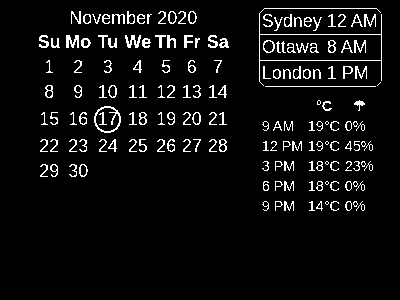 November 2020
Su Mo Tu We Th Fr Sa
1 2 3 4 5 6 7
8 9 10 11 12 13 14
15 16 17 18 19 20 21
22 23 24 25 26 27 28
29 30
Sydney 12 AM
Ottawa 8 AM
London 1 PM
°C ☂
9 AM 19°C 0%
12 PM 19°C 45%
3 PM 18°C 23%
6 PM 18°C 0%
9 PM 14°C 0%